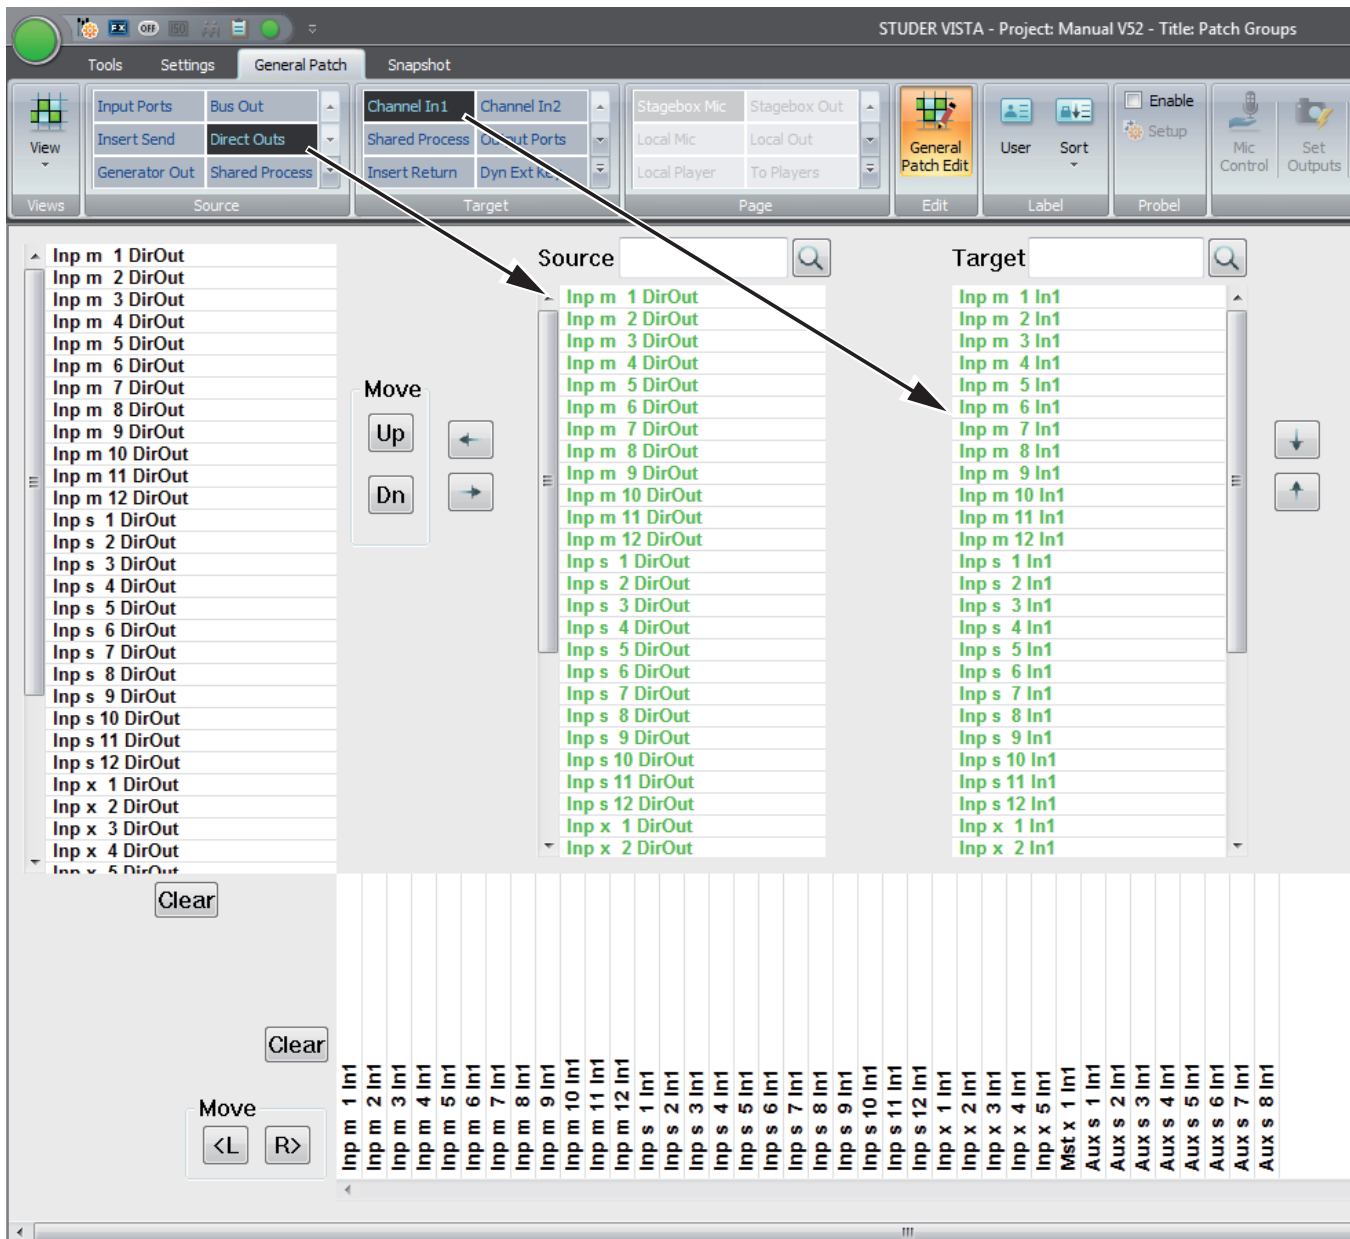 STUDER VISTA - Project: Manual V52 - Title: Patch Groups
FX OFF ISO
Tools Settings General Patch Snapshot
Input Ports Bus Out Channel In1 Channel In2 Stagebox Mic Stagebox Out Enable
Insert Send Direct Outs Shared Process Output Ports Local Mic Local Out Setup
View General Patch Edit User Sort Mic Control Set Outputs
Generator Out Shared Process Insert Return Dyn Ext Key Local Player To Players
Views Source Target Page Edit Label Probel
Source Target
Inp m 1 DirOut
Inp m 2 DirOut
Inp m 3 DirOut
Inp m 4 DirOut
Inp m 5 DirOut
Inp m 6 DirOut
Inp m 7 DirOut
Inp m 8 DirOut
Inp m 9 DirOut
Inp m 10 DirOut
Inp m 11 DirOut
Inp m 12 DirOut
Inp s 1 DirOut
Inp s 2 DirOut
Inp s 3 DirOut
Inp s 4 DirOut
Inp s 5 DirOut
Inp s 6 DirOut
Inp s 7 DirOut
Inp s 8 DirOut
Inp s 9 DirOut
Inp s 10 DirOut
Inp s 11 DirOut
Inp s 12 DirOut
Inp x 1 DirOut
Inp x 2 DirOut
Inp x 3 DirOut
Inp x 4 DirOut
Inp x 5 DirOut
Move
Up
Dn
Inp m 1 DirOut
Inp m 2 DirOut
Inp m 3 DirOut
Inp m 4 DirOut
Inp m 5 DirOut
Inp m 6 DirOut
Inp m 7 DirOut
Inp m 8 DirOut
Inp m 9 DirOut
Inp m 10 DirOut
Inp m 11 DirOut
Inp m 12 DirOut
Inp s 1 DirOut
Inp s 2 DirOut
Inp s 3 DirOut
Inp s 4 DirOut
Inp s 5 DirOut
Inp s 6 DirOut
Inp s 7 DirOut
Inp s 8 DirOut
Inp s 9 DirOut
Inp s 10 DirOut
Inp s 11 DirOut
Inp s 12 DirOut
Inp x 1 DirOut
Inp x 2 DirOut
Inp m 1 In1
Inp m 2 In1
Inp m 3 In1
Inp m 4 In1
Inp m 5 In1
Inp m 6 In1
Inp m 7 In1
Inp m 8 In1
Inp m 9 In1
Inp m 10 In1
Inp m 11 In1
Inp m 12 In1
Inp s 1 In1
Inp s 2 In1
Inp s 3 In1
Inp s 4 In1
Inp s 5 In1
Inp s 6 In1
Inp s 7 In1
Inp s 8 In1
Inp s 9 In1
Inp s 10 In1
Inp s 11 In1
Inp s 12 In1
Inp x 1 In1
Inp x 2 In1
Clear
Clear
Move
<L R>
Inp m 1 In1
Inp m 2 In1
Inp m 3 In1
Inp m 4 In1
Inp m 5 In1
Inp m 6 In1
Inp m 7 In1
Inp m 8 In1
Inp m 9 In1
Inp m 10 In1
Inp m 11 In1
Inp m 12 In1
Inp s 1 In1
Inp s 2 In1
Inp s 3 In1
Inp s 4 In1
Inp s 5 In1
Inp s 6 In1
Inp s 7 In1
Inp s 8 In1
Inp s 9 In1
Inp s 10 In1
Inp s 11 In1
Inp s 12 In1
Inp x 1 In1
Inp x 2 In1
Inp x 3 In1
Inp x 4 In1
Inp x 5 In1
Mst x 1 In1
Aux s 1 In1
Aux s 2 In1
Aux s 3 In1
Aux s 4 In1
Aux s 5 In1
Aux s 6 In1
Aux s 7 In1
Aux s 8 In1